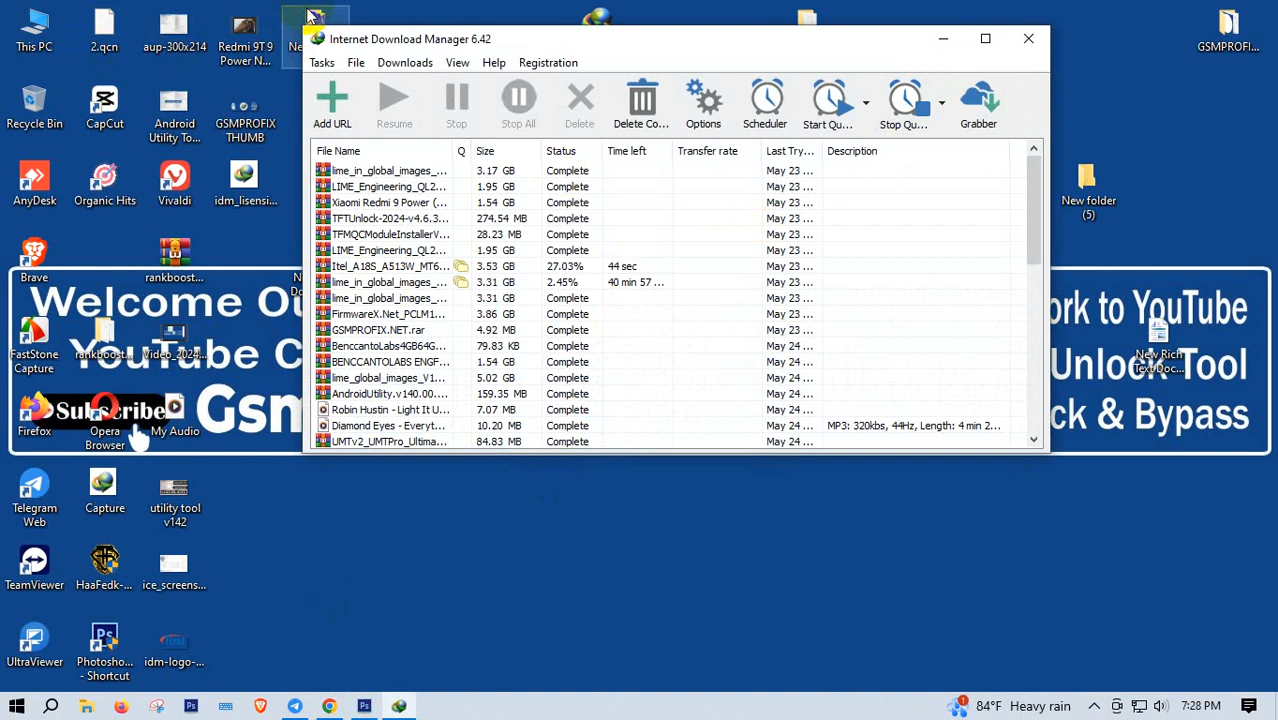 This PC
2.qcn
aup-300x214
Redmi 9T 9
Power N...
Recycle Bin
CapCut
Android
Utility To...
GSMPROFIX
THUMB
AnyDesk
Organic Hits
Vivaldi
idm_lisensi...
Brave
rankboost...
FastStone
Capture
rankboost...
Video_2024...
Firefox
Opera
Browser
My Audio
Telegram
Web
Capture
utility tool
v142
TeamViewer
HaaFedk-...
ice_screens...
UltraViewer
Photosho...
- Shortcut
idm-logo-...
Welcome Ou
YouTube C
Subscribe
Gsm
Internet Download Manager 6.42
Tasks File Downloads View Help Registration
Add URL Resume Stop Stop All Delete Delete Co... Options Scheduler Start Qu... Stop Qu... Grabber
File Name Q Size Status Time left Transfer rate Last Try... Description
lime_in_global_images_... 3.17 GB Complete May 23 ...
LIME_Engineering_QL2... 1.95 GB Complete May 23 ...
Xiaomi Redmi 9 Power (... 1.54 GB Complete May 23 ...
TFTUnlock-2024-v4.6.3... 274.54 MB Complete May 23 ...
TFMQCModuleInstallerV... 28.23 MB Complete May 23 ...
LIME_Engineering_QL2... 1.95 GB Complete May 23 ...
Itel_A18S_A513W_MT6... 3.53 GB 27.03% 44 sec May 23 ...
lime_in_global_images_... 3.31 GB 2.45% 40 min 57 ... May 23 ...
lime_in_global_images_... 3.31 GB Complete May 23 ...
FirmwareX.Net_PCLM1... 3.86 GB Complete May 23 ...
GSMPROFIX.NET.rar 4.92 MB Complete May 23 ...
BenccantoLabs4GB64G... 79.83 KB Complete May 24 ...
BENCCANTOLABS ENGF... 1.54 GB Complete May 24 ...
lime_global_images_V1... 5.02 GB Complete May 24 ...
AndroidUtility.v140.00.... 159.35 MB Complete May 24 ...
Robin Hustin - Light It U... 7.07 MB Complete May 24 ...
Diamond Eyes - Everyt... 10.20 MB Complete May 24 ... MP3: 320kbs, 44Hz, Length: 4 min 2...
UMTv2_UMTPro_Ultima... 84.83 MB Complete May 24 ...
GSMPROFI...
New folder
(5)
ork to YouTube
Unlock Tool
ck & Bypass
New Rich
Text Doc...
84°F Heavy rain
7:28 PM